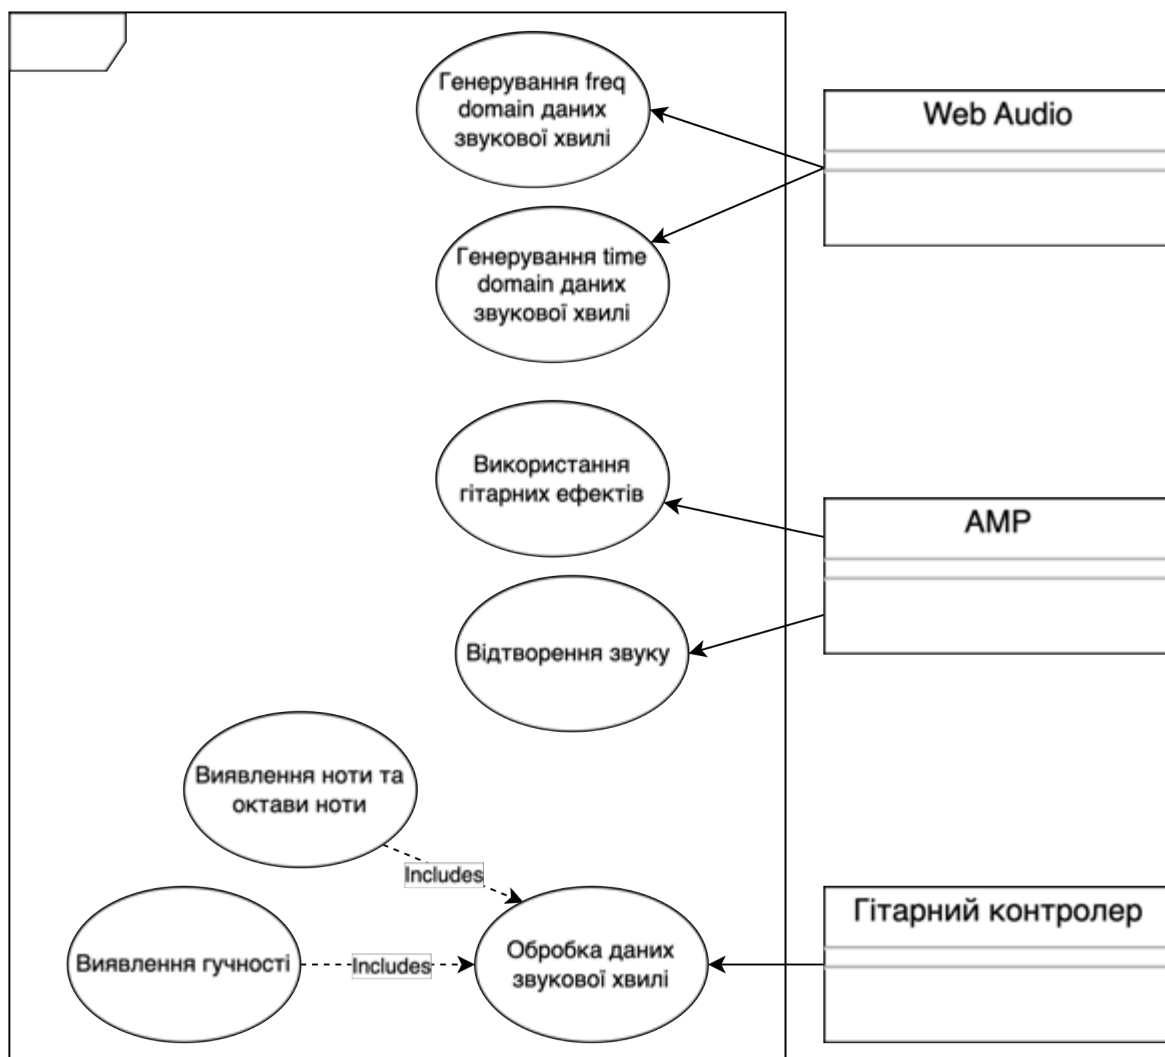 Генерування freq
domain даних
звукової хвилі
Web Audio
Генерування time
domain даних
звукової хвилі
Використання
гітарних ефектів
AMP
Відтворення звуку
Виявлення ноти та
октави ноти
Includes
Виявлення гучності
Includes
Обробка даних
звукової хвилі
Гітарний контролер